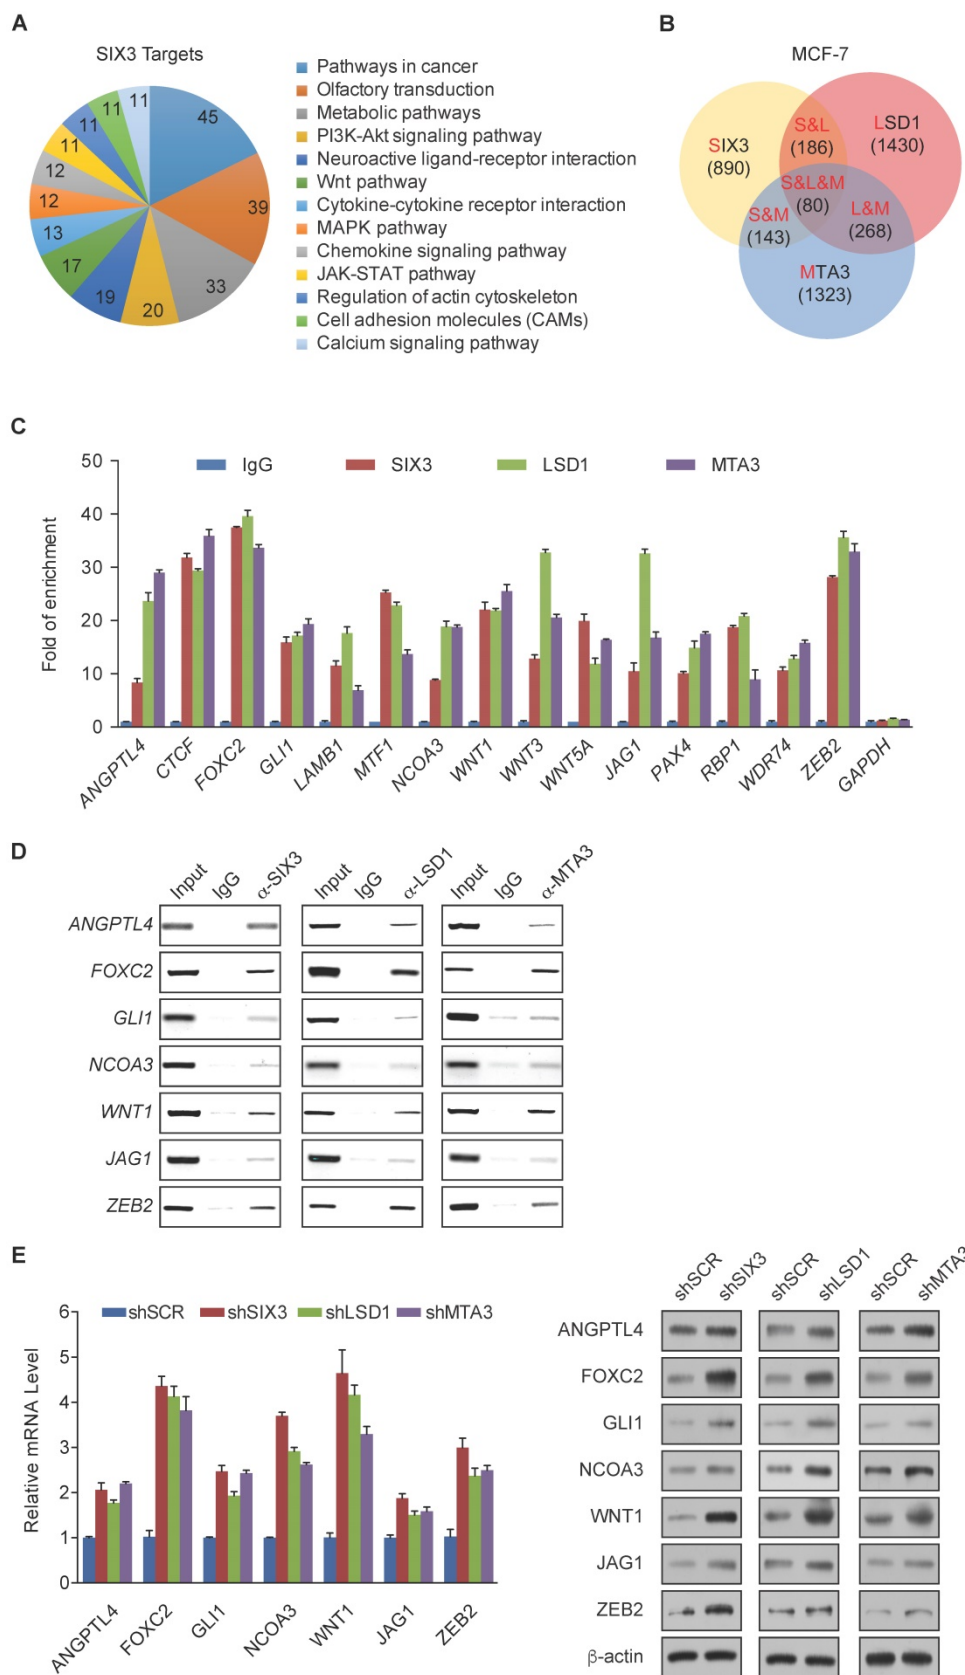 A
SIX3 Targets
45
39
33
20
19
17
13
12
12
11
11
11
11
Pathways in cancer
Olfactory transduction
Metabolic pathways
PI3K-Akt signaling pathway
Neuroactive ligand-receptor interaction
Wnt pathway
Cytokine-cytokine receptor interaction
MAPK pathway
Chemokine signaling pathway
JAK-STAT pathway
Regulation of actin cytoskeleton
Cell adhesion molecules (CAMs)
Calcium signaling pathway
B
MCF-7
SIX3
(890)
S&L
(186)
LSD1
(1430)
S&L&M
(80)
S&M
(143)
L&M
(268)
MTA3
(1323)
C
IgG SIX3 LSD1 MTA3
Fold of enrichment
50
40
30
20
10
0
ANGPTL4
CTCF
FOXC2
GLI1
LAMB1
MTF1
NCOA3
WNT1
WNT3
WNT5A
JAG1
PAX4
RBP1
WDR74
ZEB2
GAPDH
D
Input IgG α-SIX3 Input IgG α-LSD1 Input IgG α-MTA3
ANGPTL4
FOXC2
GLI1
NCOA3
WNT1
JAG1
ZEB2
E
shSCR shSIX3 shLSD1 shMTA3
Relative mRNA Level
6
5
4
3
2
1
0
ANGPTL4
FOXC2
GLI1
NCOA3
WNT1
JAG1
ZEB2
shSCR shSIX3 shSCR shLSD1 shSCR shMTA3
ANGPTL4
FOXC2
GLI1
NCOA3
WNT1
JAG1
ZEB2
β-actin